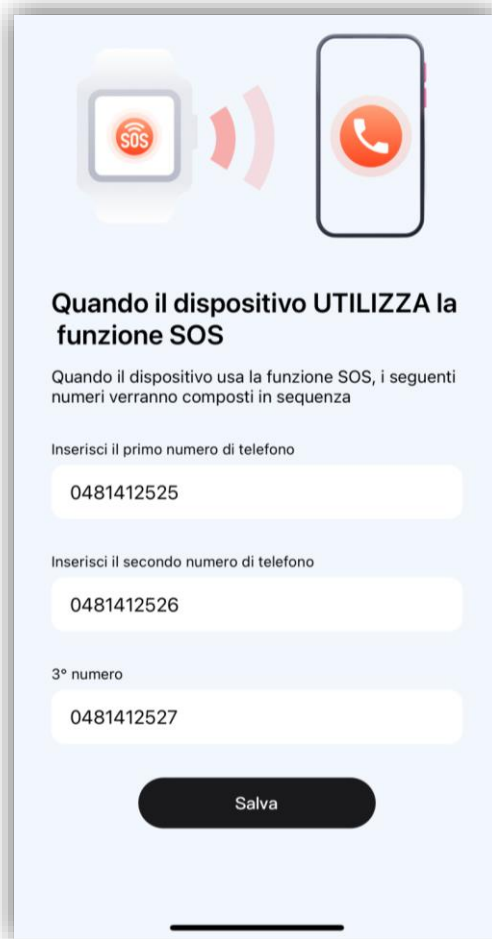 SOS
Quando il dispositivo UTILIZZA la
funzione SOS
Quando il dispositivo usa la funzione SOS, i seguenti
numeri verranno composti in sequenza
Inserisci il primo numero di telefono
0481412525
Inserisci il secondo numero di telefono
0481412526
3° numero
0481412527
Salva